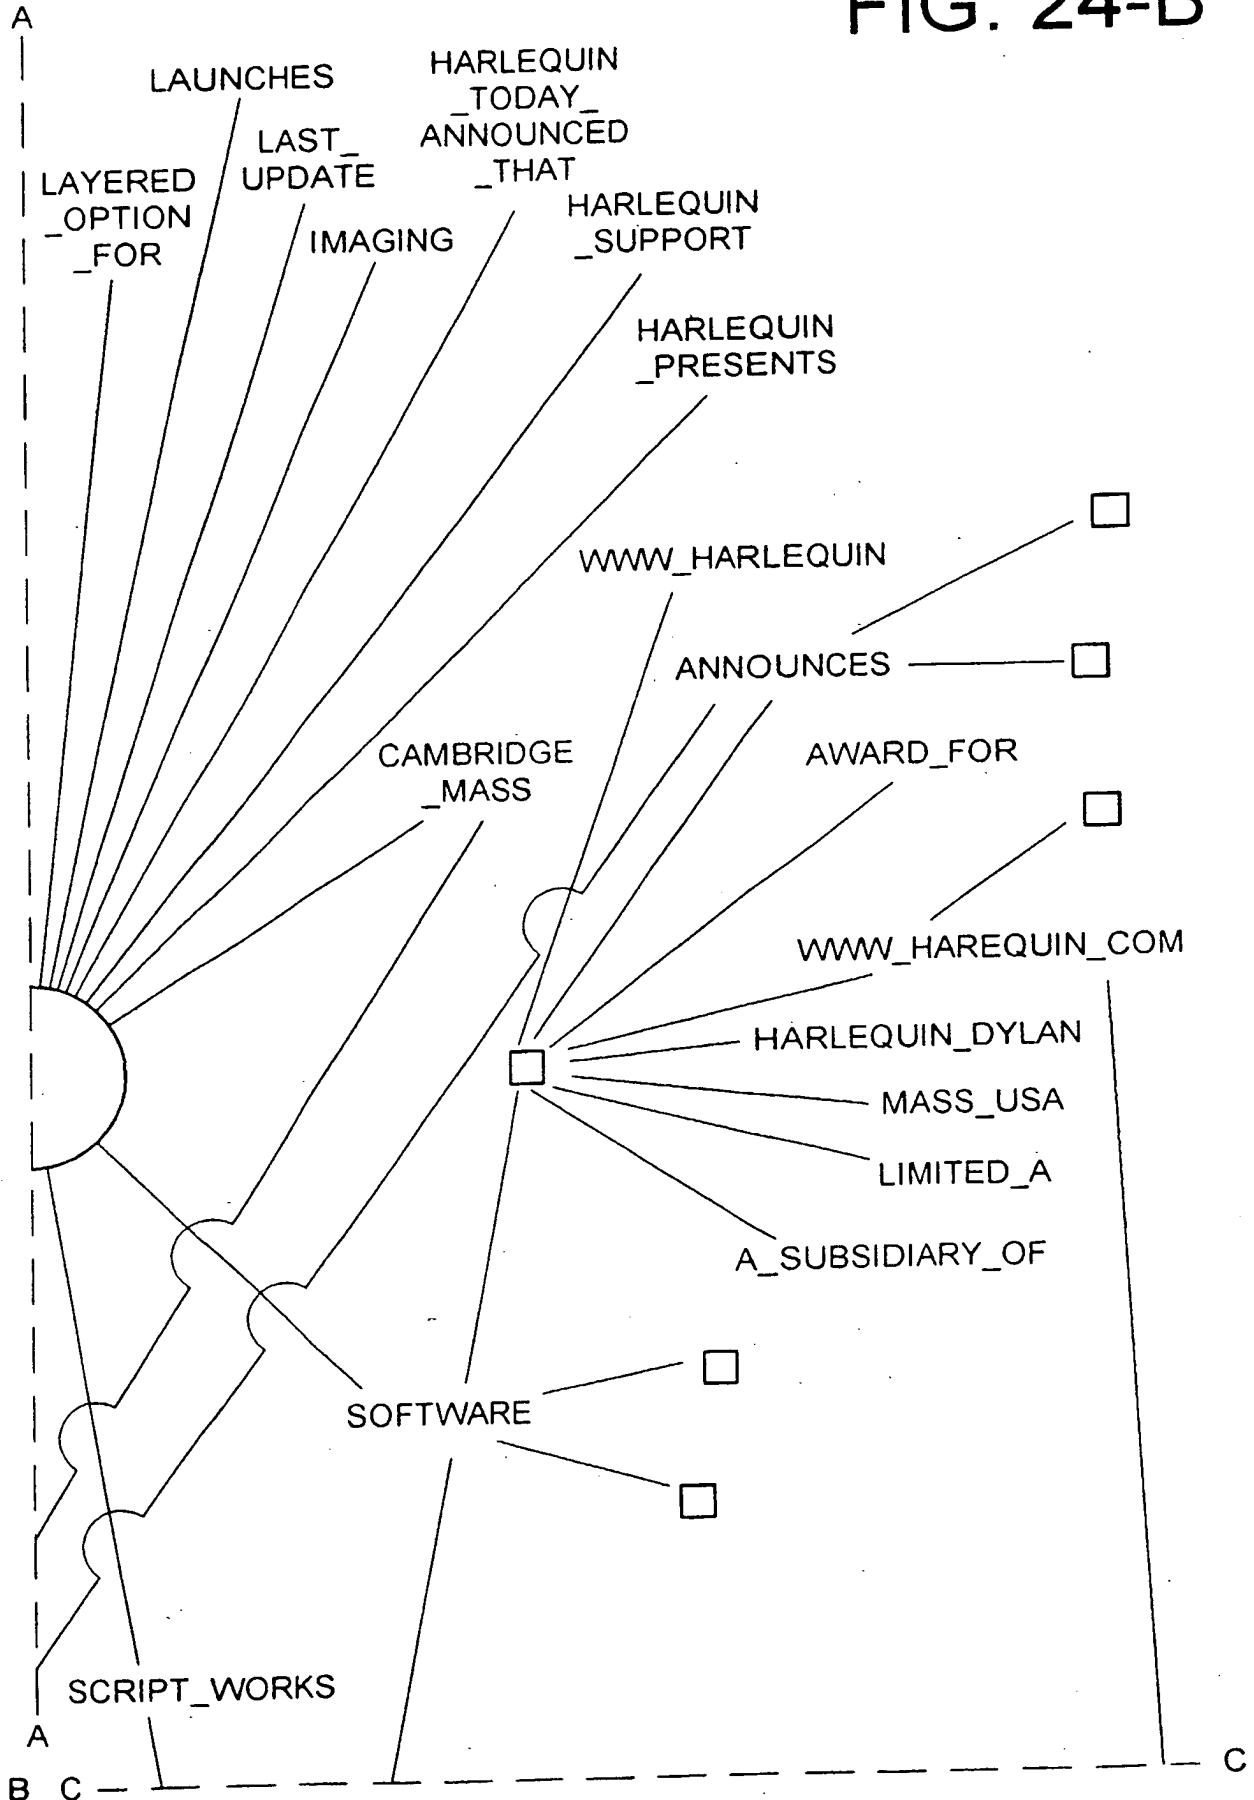 FIG. 24-B
A
LAUNCHES
HARLEQUIN
_TODAY_
ANNOUNCED
_THAT
LAST_
UPDATE
LAYERED
_OPTION
_FOR
IMAGING
HARLEQUIN
_SUPPORT
HARLEQUIN
_PRESENTS
WWW_HARLEQUIN
ANNOUNCES
CAMBRIDGE
_MASS
AWARD_FOR
WWW_HAREQUIN_COM
HARLEQUIN_DYLAN
MASS_USA
LIMITED_A
A_SUBSIDIARY_OF
SOFTWARE
SCRIPT_WORKS
A
B C
C